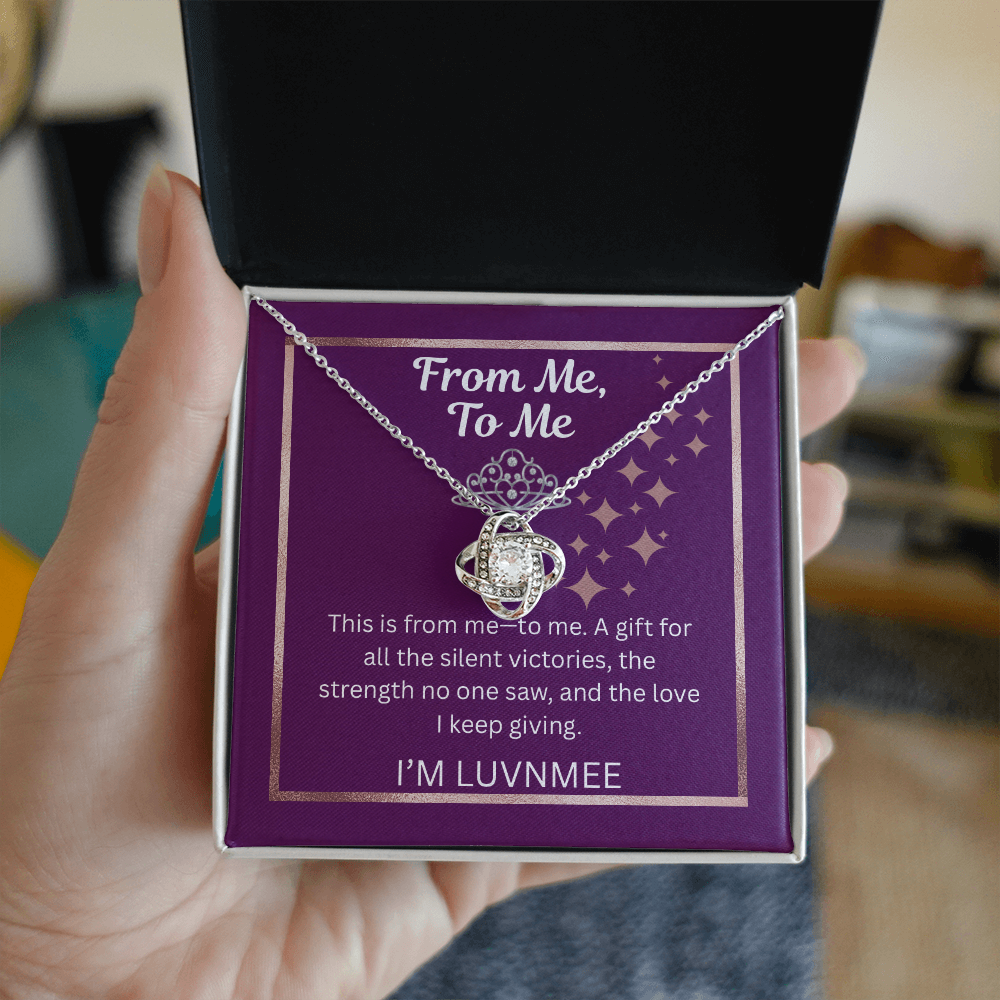 From Me,
To Me
This is from me—to me. A gift for
all the silent victories, the
strength no one saw, and the love
I keep giving.
I’M LUVNMEE